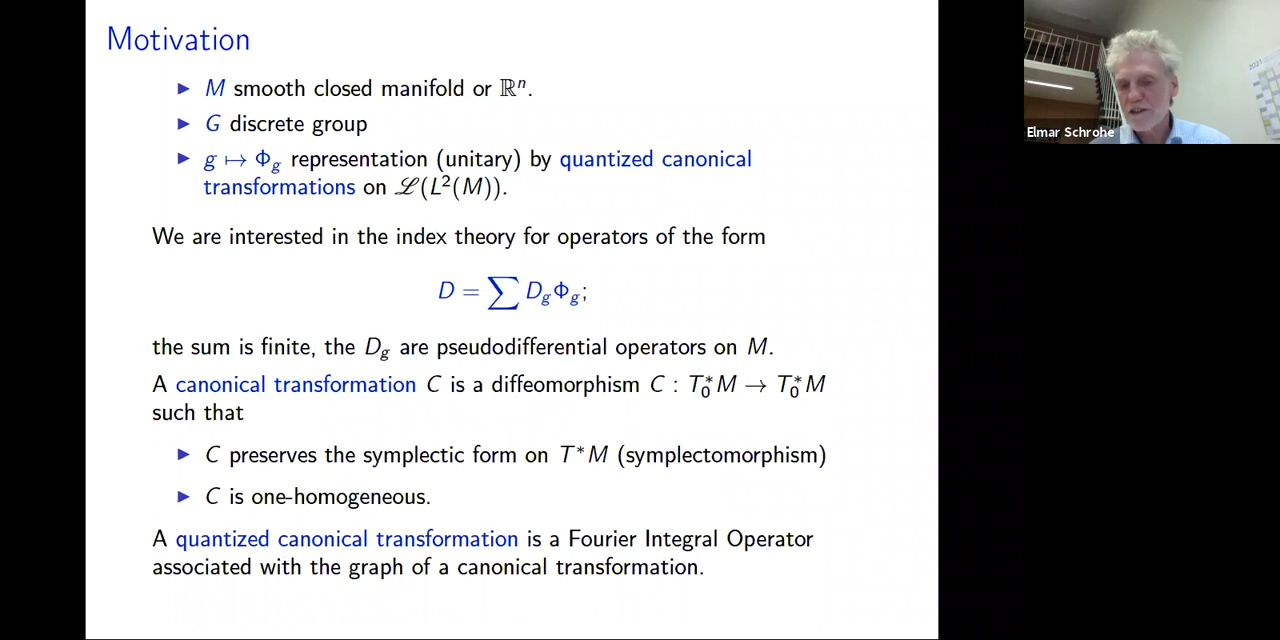 Motivation
▶ M smooth closed manifold or ℝⁿ.
▶ G discrete group
▶ g ↦ Φ_g representation (unitary) by quantized canonical
transformations on ℒ(L²(M)).
We are interested in the index theory for operators of the form
D = ∑ D_gΦ_g;
the sum is finite, the D_g are pseudodifferential operators on M.
A canonical transformation C is a diffeomorphism C : T₀*M → T₀*M
such that
▶ C preserves the symplectic form on T*M (symplectomorphism)
▶ C is one-homogeneous.
A quantized canonical transformation is a Fourier Integral Operator
associated with the graph of a canonical transformation.
Elmar Schrohe
2021